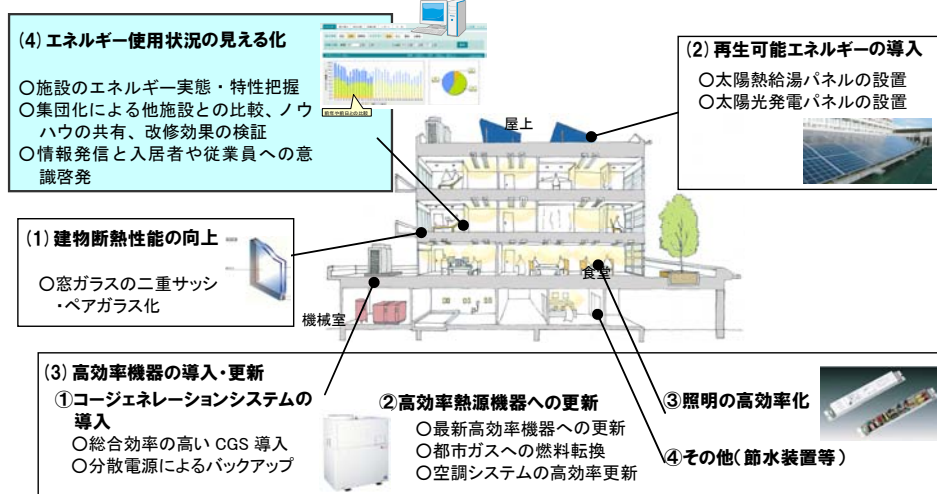 (4)エネルギー使用状況の見える化
○施設のエネルギー実態・特性把握
○集団化による他施設との比較、ノウ
ハウの共有、改修効果の検証
○情報発信と入居者や従業員への意
識啓発
(2)再生可能エネルギーの導入
○太陽熱給湯パネルの設置
○太陽光発電パネルの設置
屋上
(1)建物断熱性能の向上
○窓ガラスの二重サッシ
・ペアガラス化
食堂
機械室
(3)高効率機器の導入・更新
①コージェネレーションシステムの
導入
○総合効率の高い CGS 導入
○分散電源によるバックアップ
②高効率熱源機器への更新
○最新高効率機器への更新
○都市ガスへの燃料転換
○空調システムの高効率更新
③照明の高効率化
④その他(節水装置等)